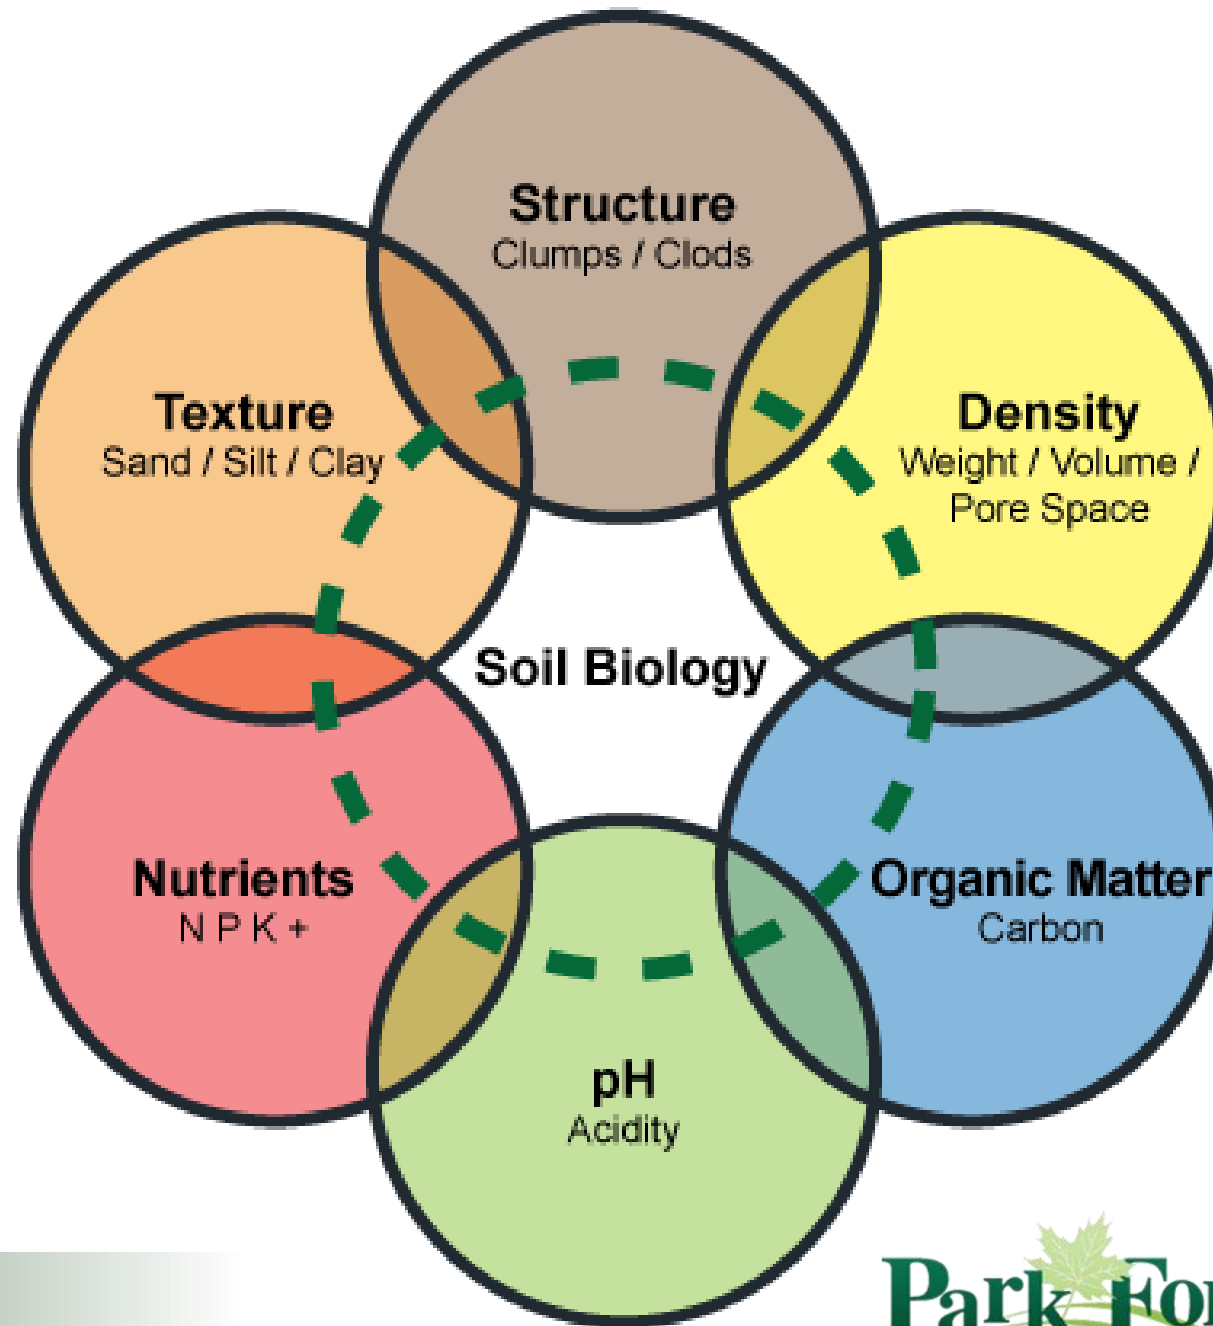 Structure
Clumps / Clods
Texture
Sand / Silt / Clay
Density
Weight / Volume /
Pore Space
Soil Biology
Nutrients
N P K +
Organic Matter
Carbon
pH
Acidity
Park